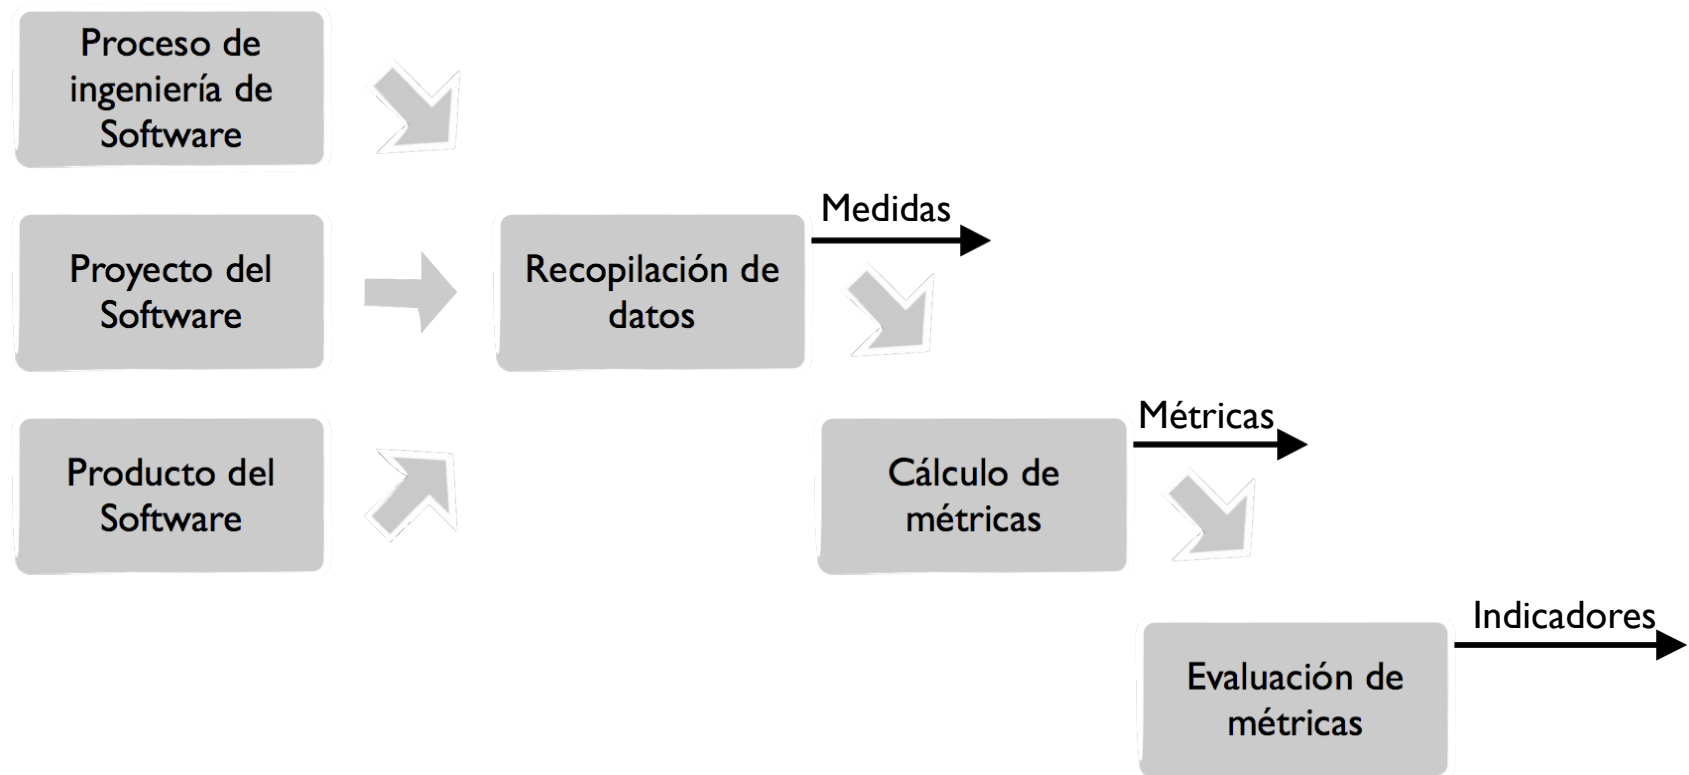 Proceso de
ingeniería de
Software
Proyecto del
Software
Producto del
Software
Recopilación de
datos
Medidas
Cálculo de
métricas
Métricas
Evaluación de
métricas
Indicadores